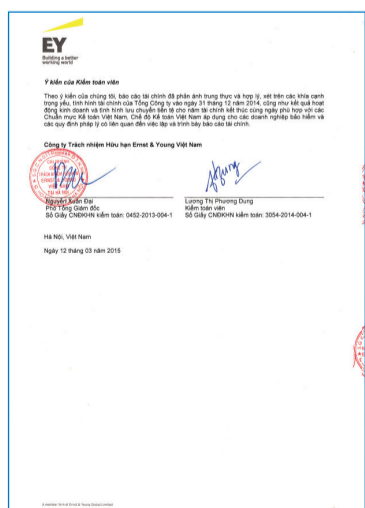 EY
Building a better
working world
Ý kiến của Kiểm toán viên
Theo ý kiến của chúng tôi, báo cáo tài chính đã phản ánh trung thực và hợp lý, xét trên các khía cạnh
trọng yếu, tình hình tài chính của Tổng Công ty vào ngày 31 tháng 12 năm 2014, cũng như kết quả hoạt
động kinh doanh và tình hình lưu chuyển tiền tệ cho năm tài chính kết thúc cùng ngày phù hợp với các
Chuẩn mực Kế toán Việt Nam, Chế độ Kế toán Việt Nam áp dụng cho các doanh nghiệp bảo hiểm và
các quy định pháp lý có liên quan đến việc lập và trình bày báo cáo tài chính.
Công ty Trách nhiệm Hữu hạn Ernst & Young Việt Nam
Nguyễn Xuân Đại
Phó Tổng Giám đốc
Số Giấy CNĐKHN kiểm toán: 0452-2013-004-1
Lương Thị Phương Dung
Kiểm toán viên
Số Giấy CNĐKHN kiểm toán: 3054-2014-004-1
Hà Nội, Việt Nam
Ngày 12 tháng 03 năm 2015
A member firm of Ernst & Young Global Limited